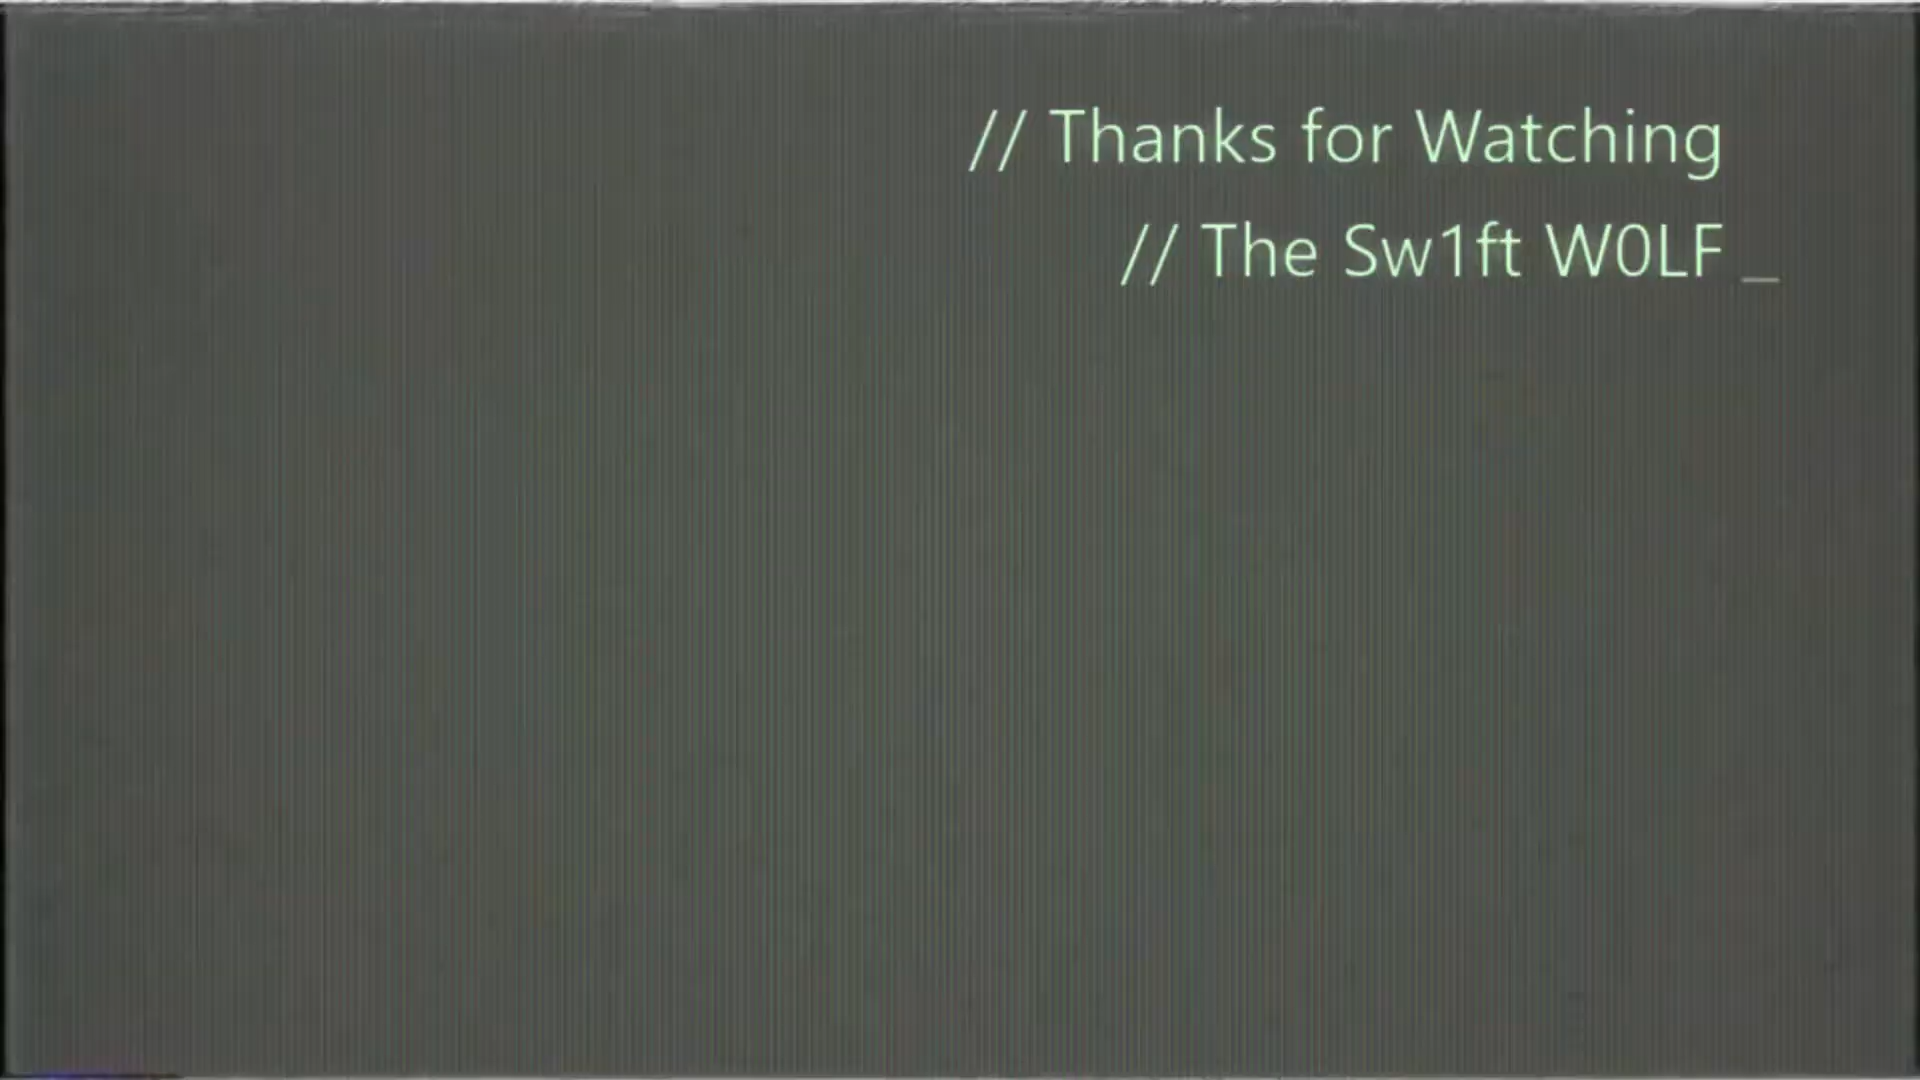 // Thanks for Watching
// The Sw1ft W0LF _